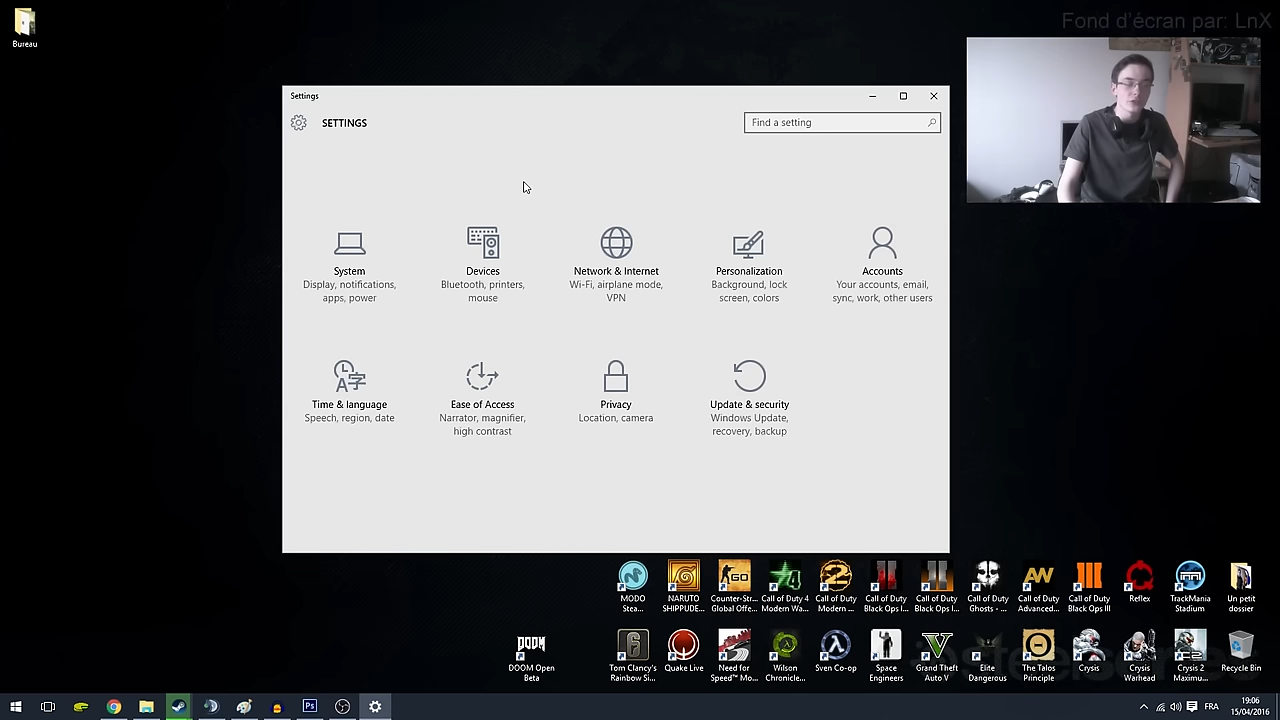 Fond d'écran par: LnX
Bureau
Settings
SETTINGS
Find a setting
System
Display, notifications,
apps, power
Devices
Bluetooth, printers,
mouse
Network & Internet
Wi-Fi, airplane mode,
VPN
Personalization
Background, lock
screen, colors
Accounts
Your accounts, email,
sync, work, other users
Time & language
Speech, region, date
Ease of Access
Narrator, magnifier,
high contrast
Privacy
Location, camera
Update & security
Windows Update,
recovery, backup
MODO
Stea...
NARUTO
SHIPPUDE...
Counter-Str...
Global Offe...
Call of Duty 4
Modern Wa...
Call of Duty
Modern ...
Call of Duty
Black Ops I...
Call of Duty
Black Ops I...
Call of Duty
Ghosts - ...
Call of Duty
Advanced...
Call of Duty
Black Ops III
Reflex
TrackMania
Stadium
Un petit
dossier
DOOM
DOOM Open
Beta
Tom Clancy's
Rainbow Si...
Quake Live
Need for
Speed™ Mo...
Wilson
Chronicle...
Sven Co-op
Space
Engineers
Grand Theft
Auto V
Elite
Dangerous
The Talos
Principle
Crysis
Crysis
Warhead
Crysis 2
Maximu...
Recycle Bin
FRA
19:06
15/04/2016